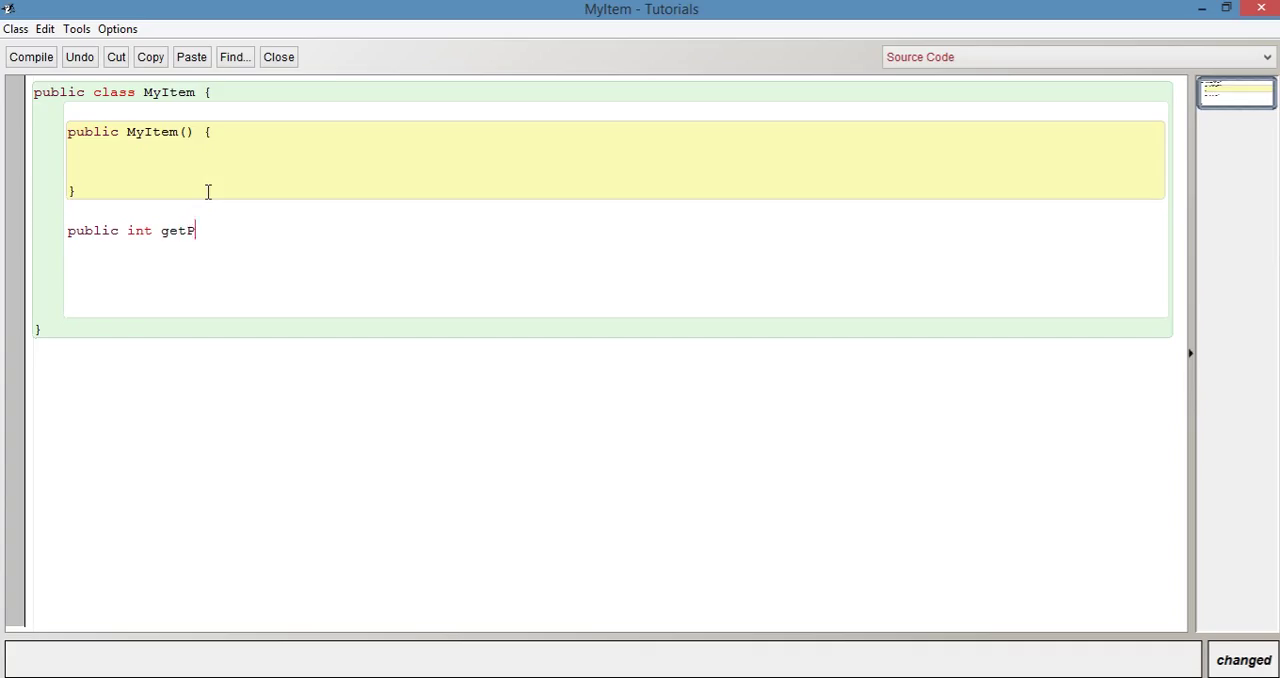 MyItem - Tutorials
Class Edit Tools Options
Compile Undo Cut Copy Paste Find... Close Source Code
public class MyItem {
public MyItem() {
}
public int getP
}
changed